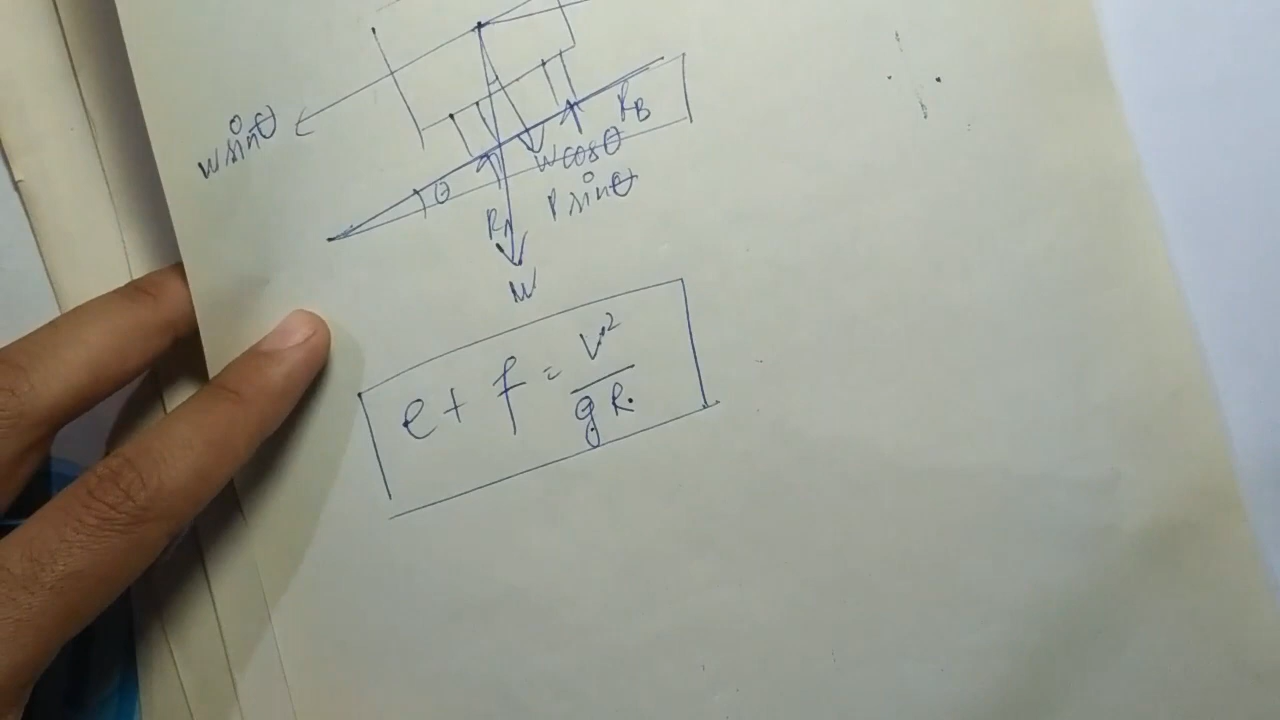 w sinθ
R_B
w cosθ
θ
P sinθ
R_A
W
e + f = V²/gR.